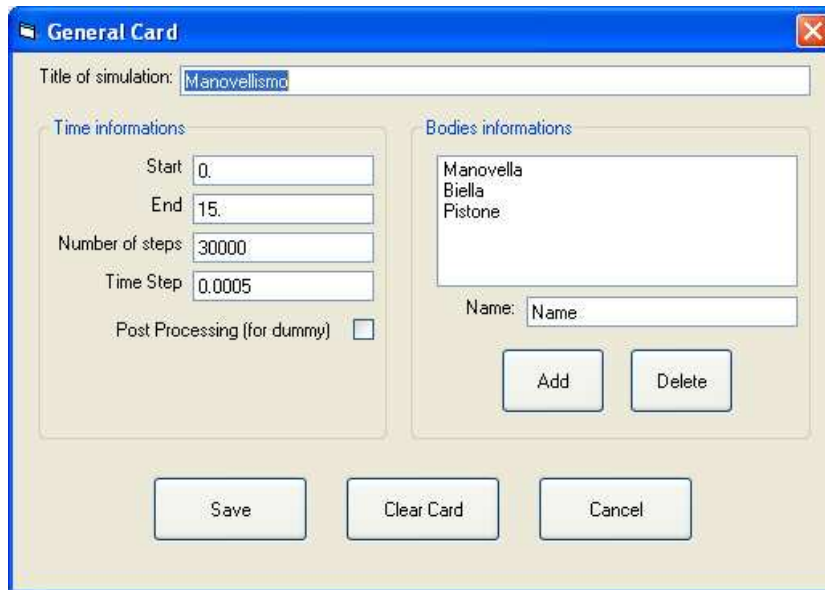 General Card
Title of simulation: Manovellismo
Time informations
Start 0.
End 15.
Number of steps 30000
Time Step 0.0005
Post Processing (for dummy)
Bodies informations
Manovella
Biella
Pistone
Name: Name
Add Delete
Save Clear Card Cancel